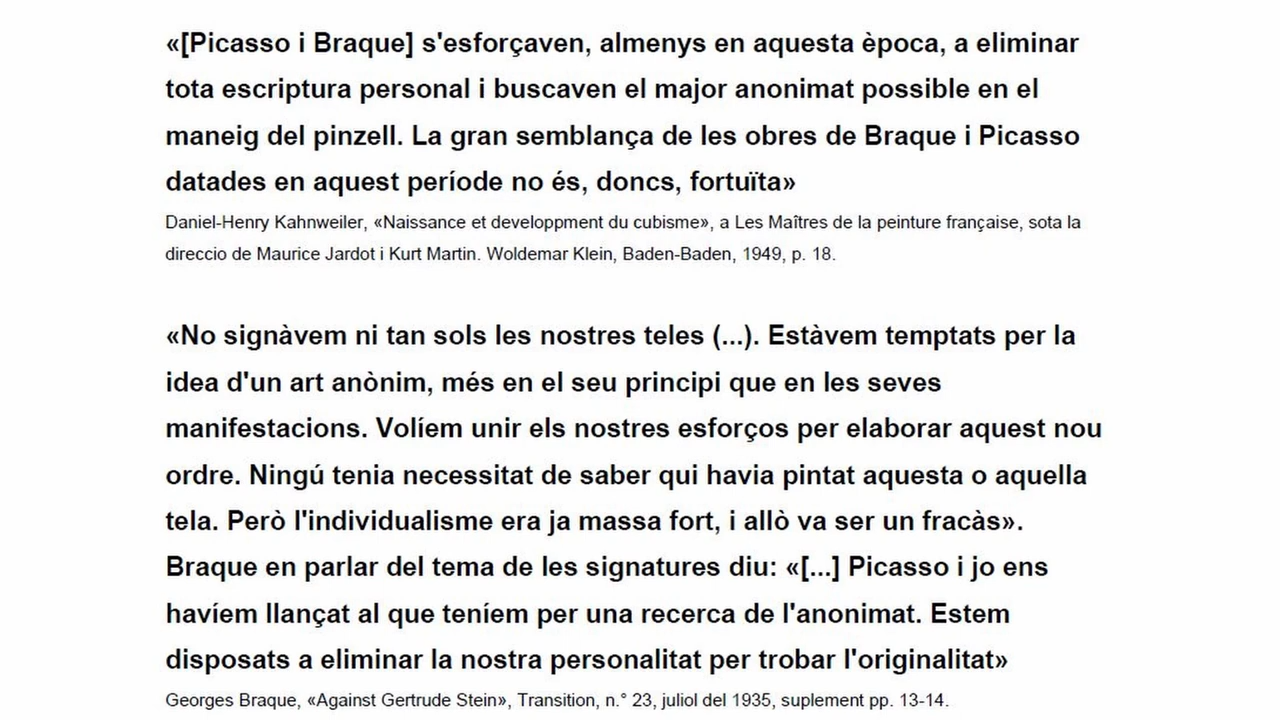 «[Picasso i Braque] s'esforçaven, almenys en aquesta època, a eliminar
tota escriptura personal i buscaven el major anonimat possible en el
maneig del pinzell. La gran semblança de les obres de Braque i Picasso
datades en aquest període no és, doncs, fortuïta»
Daniel-Henry Kahnweiler, «Naissance et developpment du cubisme», a Les Maîtres de la peinture française, sota la
direccio de Maurice Jardot i Kurt Martin. Woldemar Klein, Baden-Baden, 1949, p. 18.
«No signàvem ni tan sols les nostres teles (...). Estàvem temptats per la
idea d'un art anònim, més en el seu principi que en les seves
manifestacions. Volíem unir els nostres esforços per elaborar aquest nou
ordre. Ningú tenia necessitat de saber qui havia pintat aquesta o aquella
tela. Però l'individualisme era ja massa fort, i allò va ser un fracàs».
Braque en parlar del tema de les signatures diu: «[...] Picasso i jo ens
havíem llançat al que teníem per una recerca de l'anonimat. Estem
disposats a eliminar la nostra personalitat per trobar l'originalitat»
Georges Braque, «Against Gertrude Stein», Transition, n.° 23, juliol del 1935, suplement pp. 13-14.